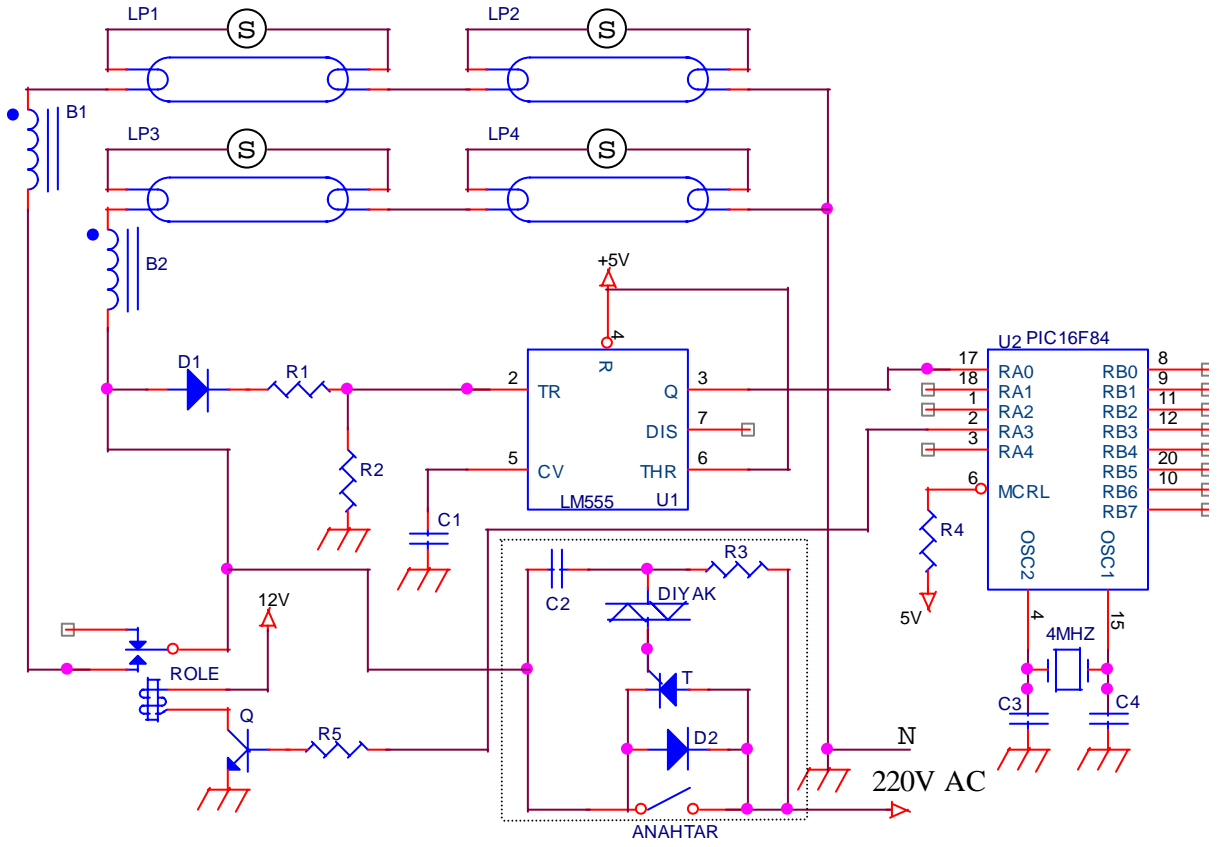 LP1
S
LP2
S
B1
LP3
S
LP4
S
B2
+5V
4
R
D1
R1
2
TR
Q
3
DIS
7
5
CV
THR
6
LM555
U1
R2
C1
U2
PIC16F84
17
RA0
RB0
8
18
RA1
RB1
9
1
RA2
RB2
11
2
RA3
RB3
12
3
RA4
RB4
RB5
20
6
MCRL
RB6
10
RB7
OSC2
OSC1
R4
5V
4
15
4MHZ
C3
C4
C2
R3
DIYAK
T
D2
ANAHTAR
12V
ROLE
Q
R5
N
220V AC